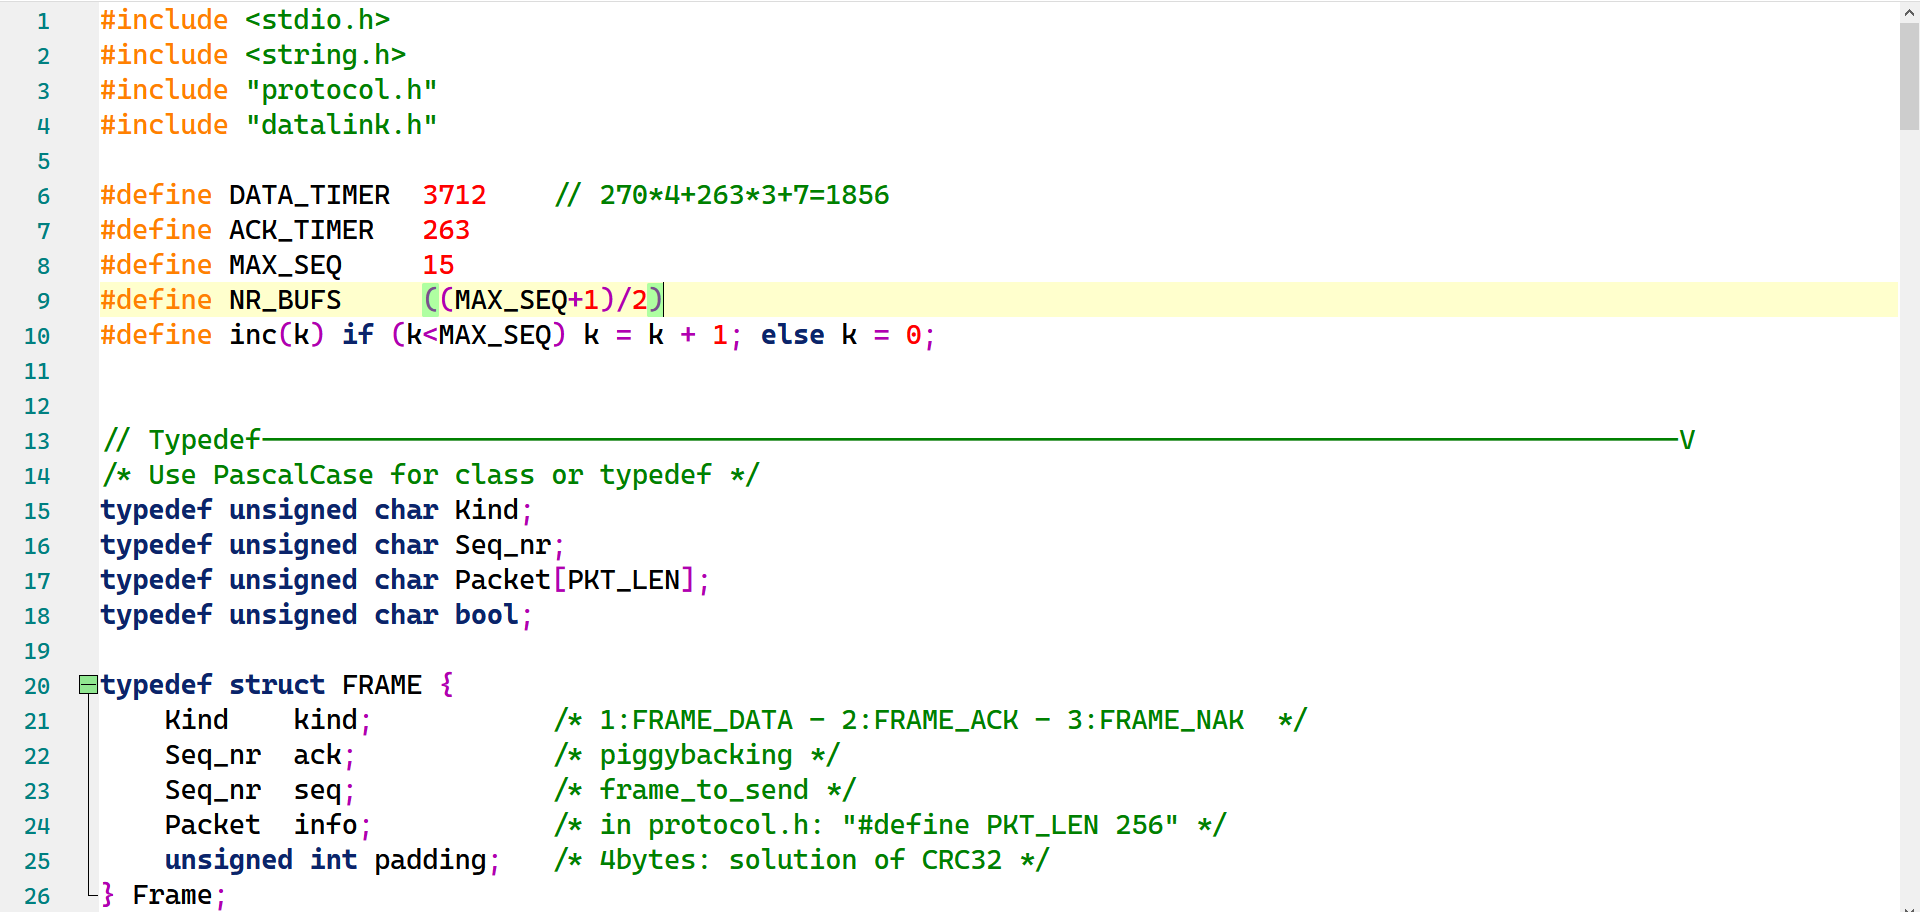 1 #include <stdio.h>
2 #include <string.h>
3 #include "protocol.h"
4 #include "datalink.h"
5
6 #define DATA_TIMER  3712    // 270*4+263*3+7=1856
7 #define ACK_TIMER   263
8 #define MAX_SEQ     15
9 #define NR_BUFS     ((MAX_SEQ+1)/2)
10 #define inc(k) if (k<MAX_SEQ) k = k + 1; else k = 0;
11
12
13 // Typedef----------------------------------------------------------------------------------------V
14 /* Use PascalCase for class or typedef */
15 typedef unsigned char Kind;
16 typedef unsigned char Seq_nr;
17 typedef unsigned char Packet[PKT_LEN];
18 typedef unsigned char bool;
19
20 typedef struct FRAME {
21     Kind    kind;           /* 1:FRAME_DATA - 2:FRAME_ACK - 3:FRAME_NAK  */
22     Seq_nr  ack;            /* piggybacking */
23     Seq_nr  seq;            /* frame_to_send */
24     Packet  info;           /* in protocol.h: "#define PKT_LEN 256" */
25     unsigned int padding;   /* 4bytes: solution of CRC32 */
26 } Frame;